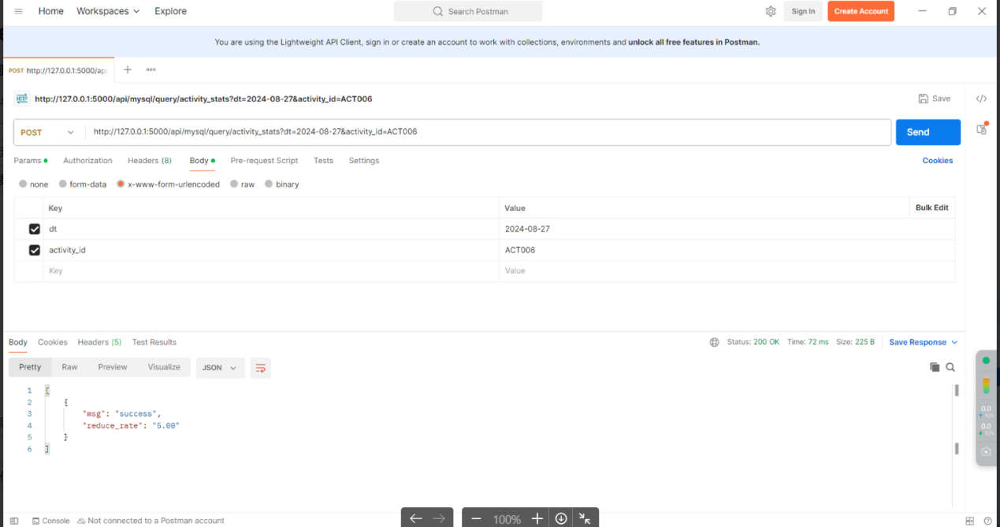 Home Workspaces Explore Search Postman Sign In Create Account
You are using the Lightweight API Client, sign in or create an account to work with collections, environments and unlock all free features in Postman.
POST http://127.0.0.1:5000/api
HTTP http://127.0.0.1:5000/api/mysql/query/activity_stats?dt=2024-08-27&activity_id=ACT006 Save
POST http://127.0.0.1:5000/api/mysql/query/activity_stats?dt=2024-08-27&activity_id=ACT006 Send
Params Authorization Headers (8) Body Pre-request Script Tests Settings Cookies
none form-data x-www-form-urlencoded raw binary
Key Value Bulk Edit
dt 2024-08-27
activity_id ACT006
Key Value
Body Cookies Headers (5) Test Results Status: 200 OK Time: 72 ms Size: 225 B Save Response
Pretty Raw Preview Visualize JSON
1 [
2 {
3 "msg": "success",
4 "reduce_rate": "5.00"
5 }
6 ]
0.0
K/s
0.0
K/s
Console Not connected to a Postman account 100%